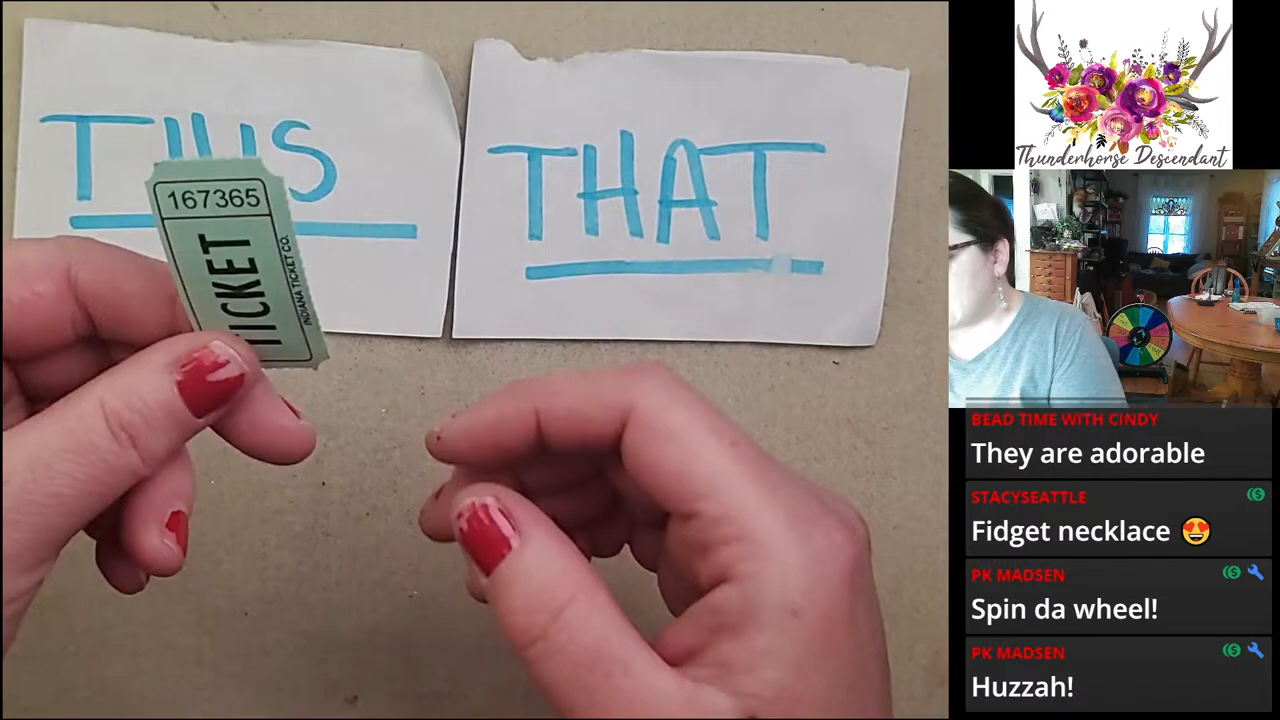 THIS
THAT
167365
TICKET
INDIANA TICKET CO.
Thunderhorse Descendant
BEAD TIME WITH CINDY
They are adorable
STACYSEATTLE
Fidget necklace 😍
PK MADSEN
Spin da wheel!
PK MADSEN
Huzzah!